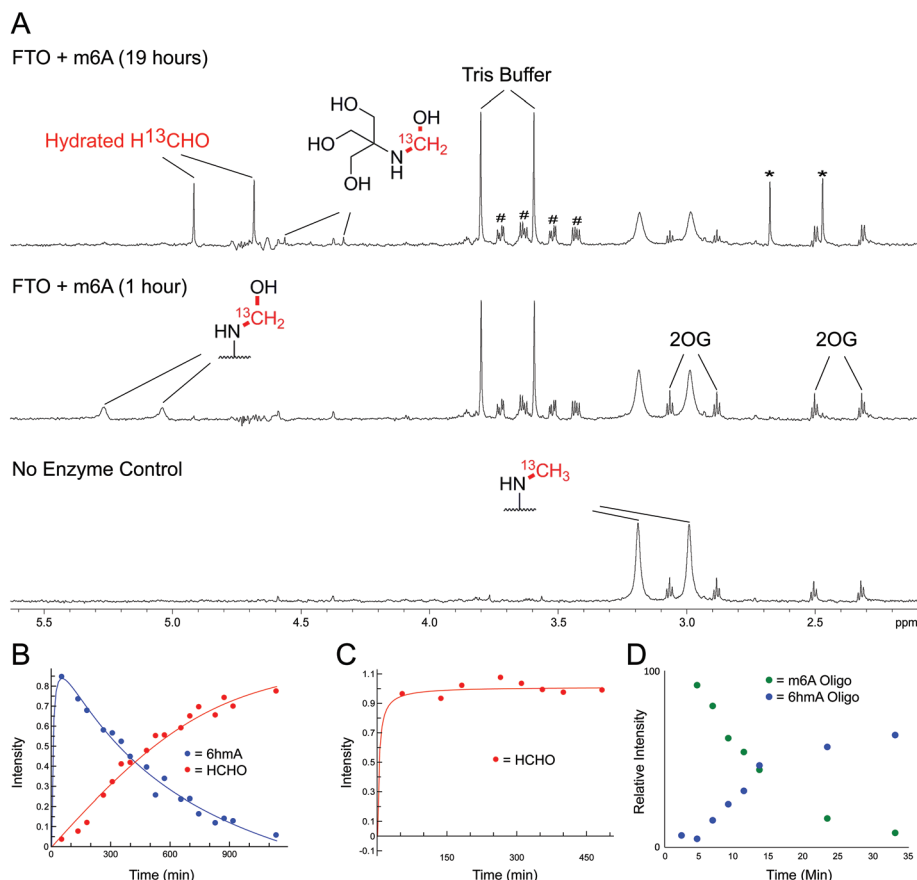 A
FTO + m6A (19 hours)
Hydrated H13CHO
HO
HO
OH
N
H
13CH2
OH
Tris Buffer
# # # #
* *
FTO + m6A (1 hour)
OH
13CH2
HN
2OG
2OG
No Enzyme Control
13CH3
HN
5.5 5.0 4.5 4.0 3.5 3.0 2.5 ppm
B
Intensity
0.8
0.7
0.6
0.5
0.4
0.3
0.2
0.1
0
= 6hmA
= HCHO
0 300 600 900
Time (min)
C
Intensity
1.1
0.9
0.7
0.5
0.3
0.1
-0.1
= HCHO
150 300 450
Time (min)
D
Relative Intensity
100
0
= m6A Oligo
= 6hmA Oligo
0 5 10 15 20 25 30 35
Time (Min)